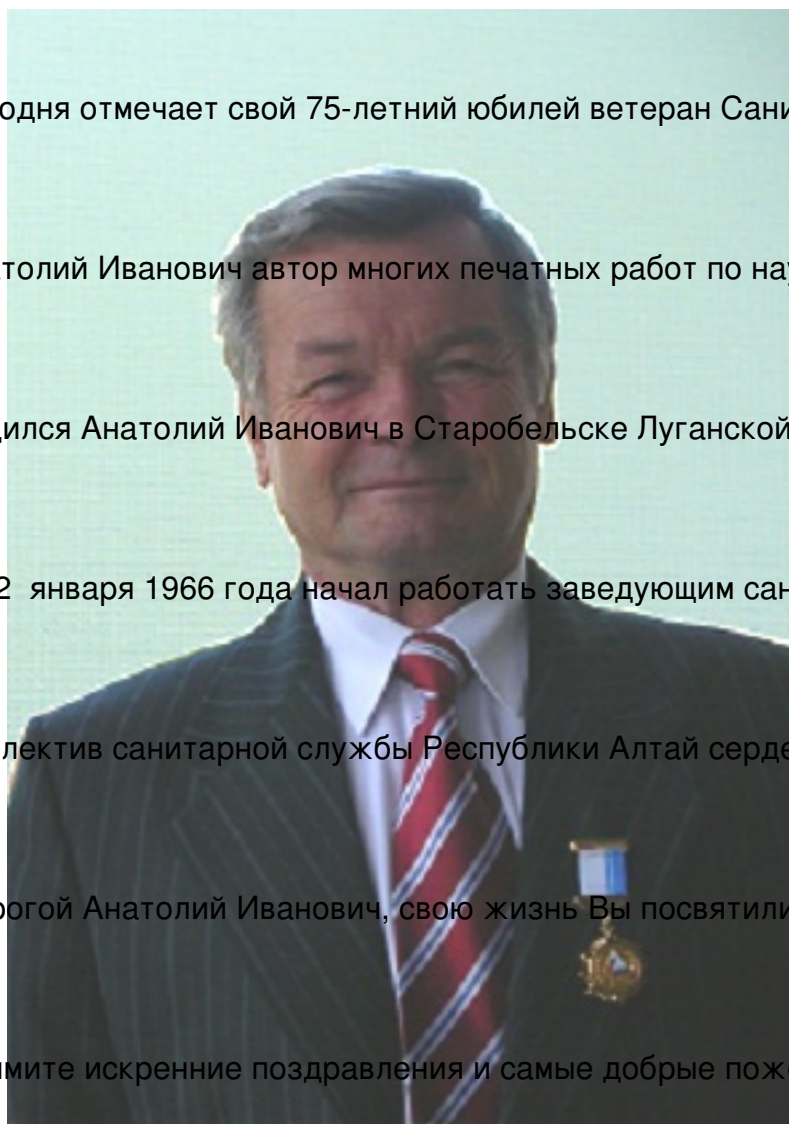 одня отмечает свой 75-летний юбилей ветеран Сани
толий Иванович автор многих печатных работ по нау
дился Анатолий Иванович в Старобельске Луганской
2 января 1966 года начал работать заведующим сан
лектив санитарной службы Республики Алтай серде
рогой Анатолий Иванович, свою жизнь Вы посвятили
мите искренние поздравления и самые добрые пож